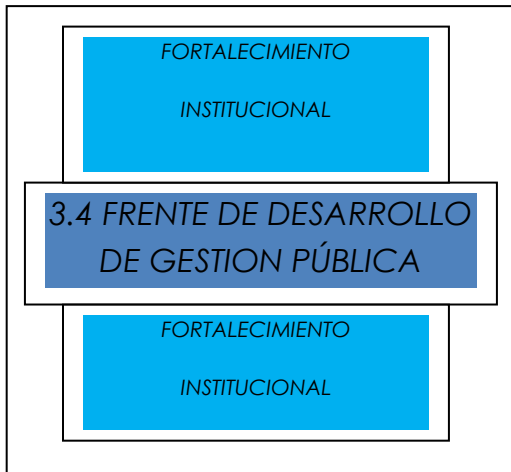 FORTALECIMIENTO
INSTITUCIONAL
3.4 FRENTE DE DESARROLLO
DE GESTION PÚBLICA
FORTALECIMIENTO
INSTITUCIONAL